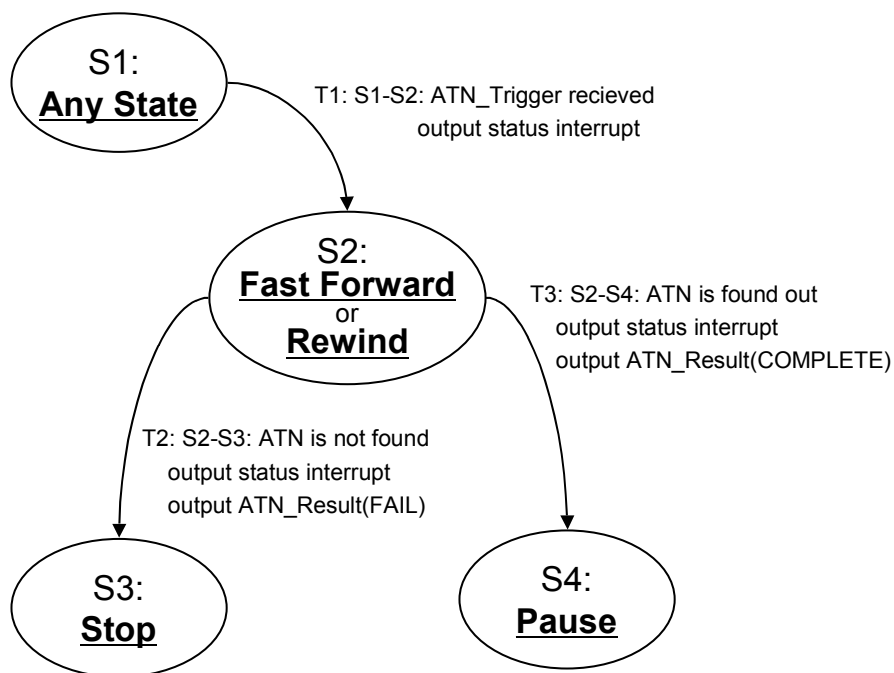 S1:
Any State
T1: S1-S2: ATN_Trigger recieved
output status interrupt
S2:
Fast Forward
or
Rewind
T3: S2-S4: ATN is found out
output status interrupt
output ATN_Result(COMPLETE)
T2: S2-S3: ATN is not found
output status interrupt
output ATN_Result(FAIL)
S3:
Stop
S4:
Pause